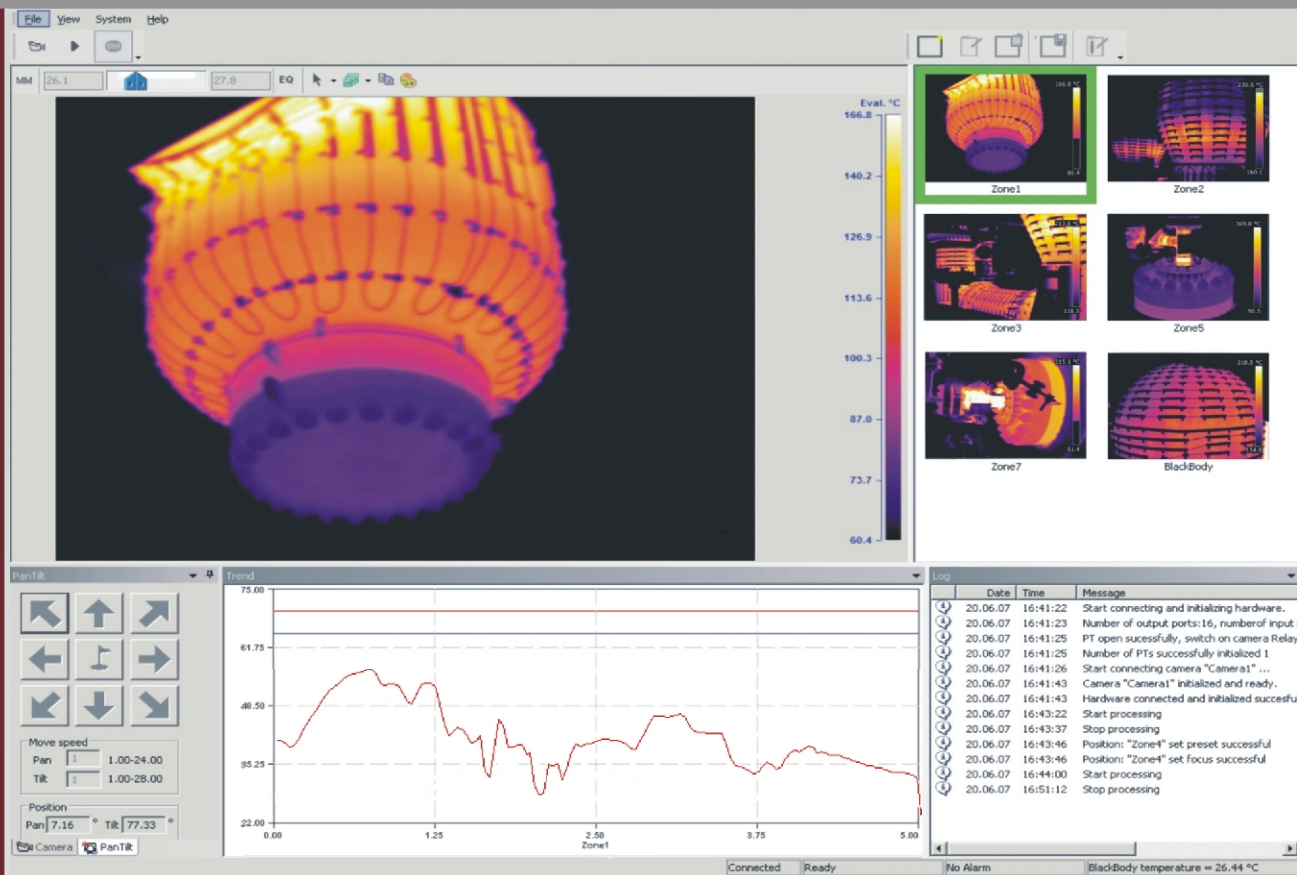 File View System Help
MM 26.1 27.8 EQ
Eval. °C
166.8
140.2
126.9
113.6
100.3
87.0
73.7
60.4
Zone1
Zone2
Zone3
Zone5
Zone7
BlackBody
PanTilt
Move speed
Pan 1 1.00-24.00
Tilt 1 1.00-28.00
Position
Pan 7.16 ° Tilt 77.33 °
Camera PanTilt
Trend
75.00
61.75
48.50
35.25
22.00
0.00 1.25 2.50 3.75 5.00
Zone1
Log
Date Time Message
20.06.07 16:41:22 Start connecting and initializing hardware.
20.06.07 16:41:23 Number of output ports:16, numberof input
20.06.07 16:41:25 PT open sucessfully, switch on camera Relay
20.06.07 16:41:25 Number of PTs successfully initialized 1
20.06.07 16:41:26 Start connecting camera "Camera1" ...
20.06.07 16:41:43 Camera "Camera1" initialized and ready.
20.06.07 16:41:43 Hardware connected and initialized succesfu
20.06.07 16:43:22 Start processing
20.06.07 16:43:37 Stop processing
20.06.07 16:43:46 Position: "Zone4" set preset successful
20.06.07 16:43:46 Position: "Zone4" set focus successful
20.06.07 16:44:00 Start processing
20.06.07 16:51:12 Stop processing
Connected Ready No Alarm BlackBody temperature = 26.44 °C